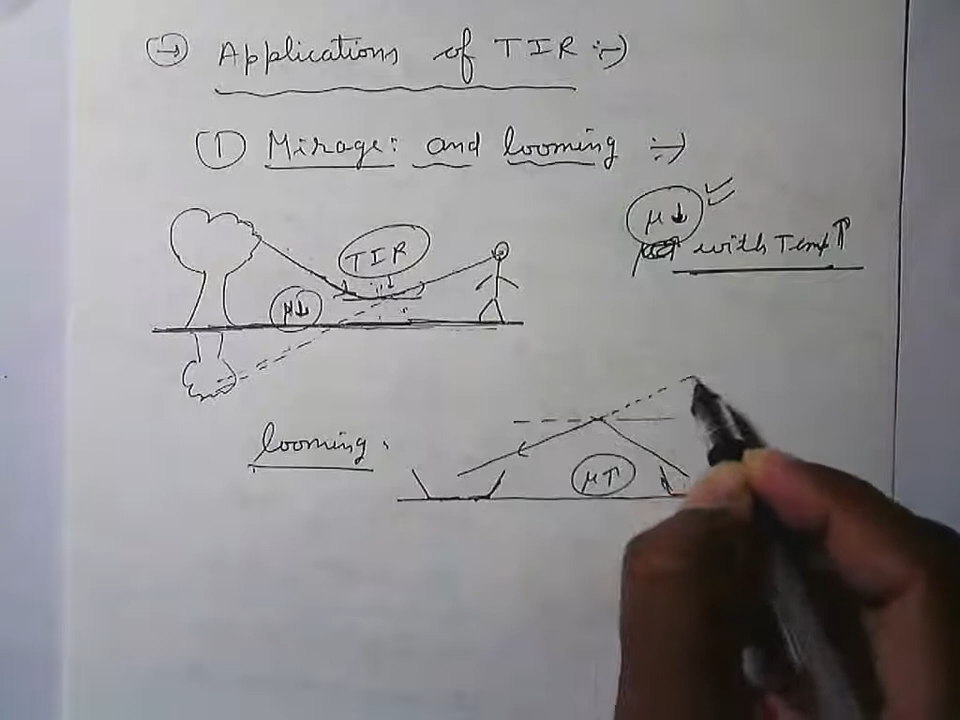 → Applications of TIR :→
① Mirage: and looming :→
μ↓
with Temp↑
TIR
μ↓
looming.
μ↑